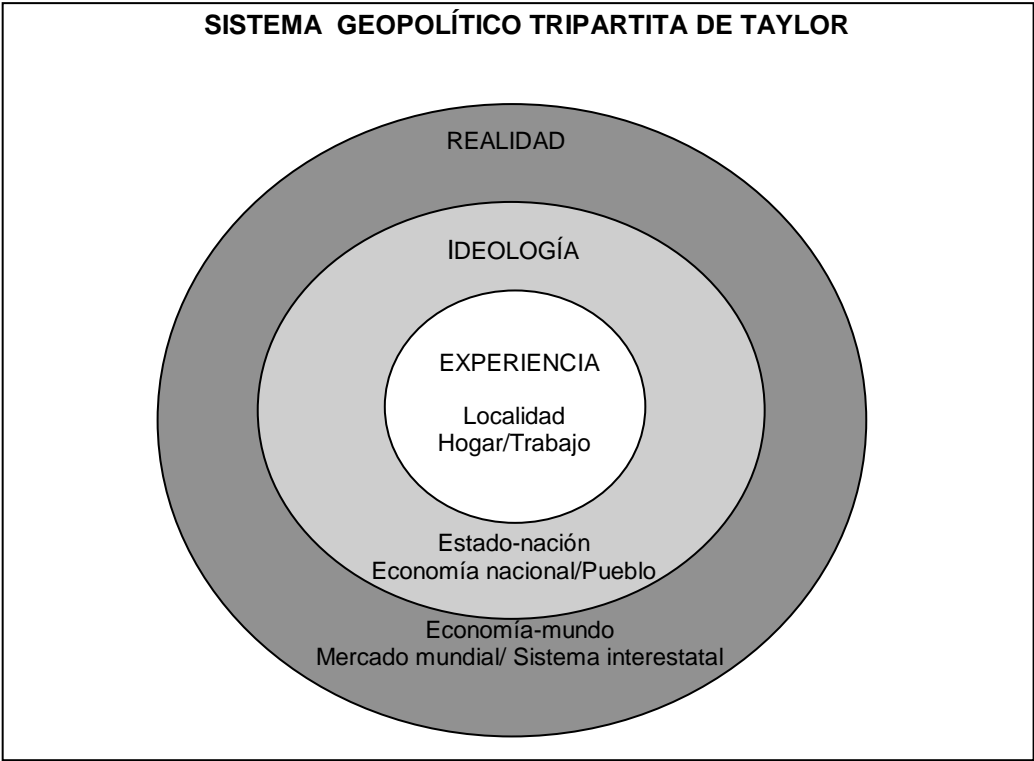 SISTEMA GEOPOLÍTICO TRIPARTITA DE TAYLOR
REALIDAD
IDEOLOGÍA
EXPERIENCIA
Localidad
Hogar/Trabajo
Estado-nación
Economía nacional/Pueblo
Economía-mundo
Mercado mundial/ Sistema interestatal